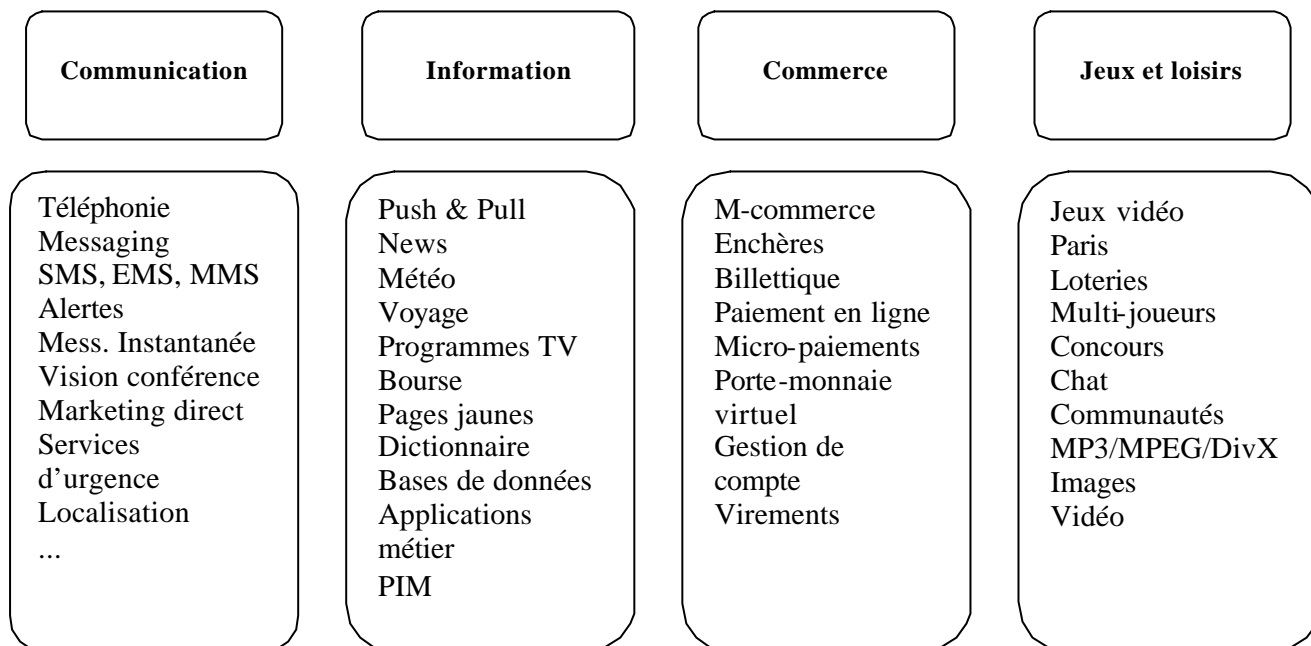 Communication
Information
Commerce
Jeux et loisirs
Téléphonie
Messaging
SMS, EMS, MMS
Alertes
Mess. Instantanée
Vision conférence
Marketing direct
Services
d’urgence
Localisation
...
Push & Pull
News
Météo
Voyage
Programmes TV
Bourse
Pages jaunes
Dictionnaire
Bases de données
Applications
métier
PIM
M-commerce
Enchères
Billettique
Paiement en ligne
Micro-paiements
Porte-monnaie
virtuel
Gestion de
compte
Virements
Jeux vidéo
Paris
Loteries
Multi-joueurs
Concours
Chat
Communautés
MP3/MPEG/DivX
Images
Vidéo